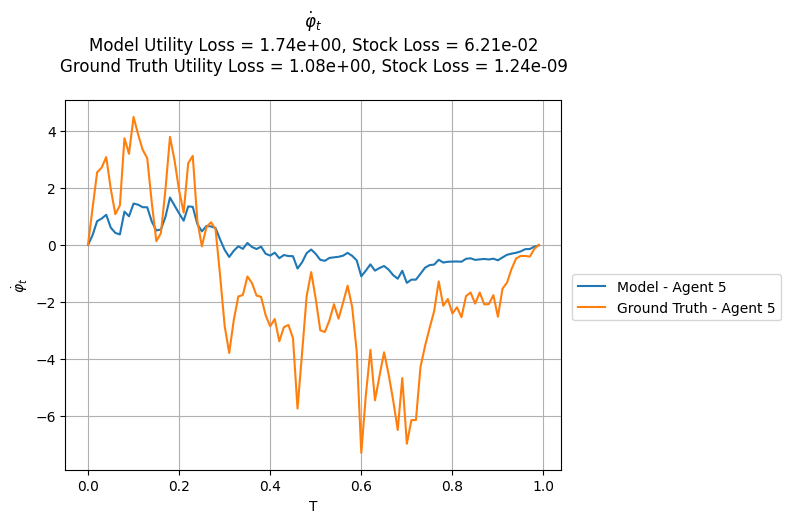 φ̇ₜ
Model Utility Loss = 1.74e+00, Stock Loss = 6.21e-02
Ground Truth Utility Loss = 1.08e+00, Stock Loss = 1.24e-09
4
2
0
−2
−4
−6
φ̇ₜ
0.0 0.2 0.4 0.6 0.8 1.0
T
Model - Agent 5
Ground Truth - Agent 5